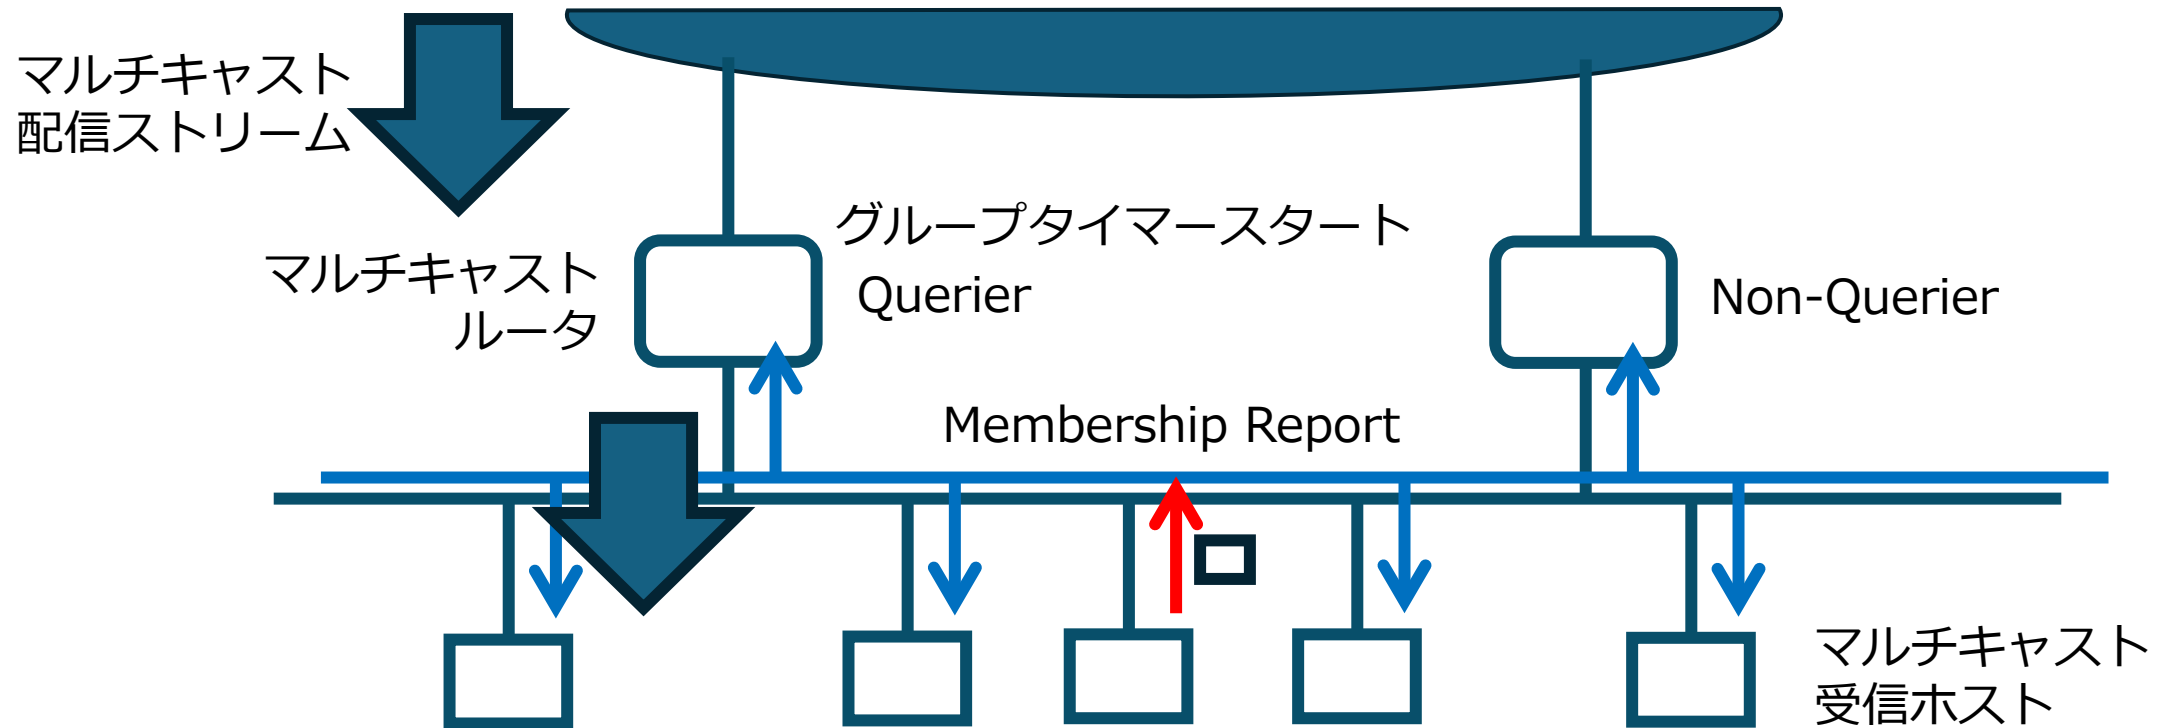 マルチキャスト
配信ストリーム
グループタイマースタート
マルチキャスト
ルータ
Querier
Non-Querier
Membership Report
マルチキャスト
受信ホスト